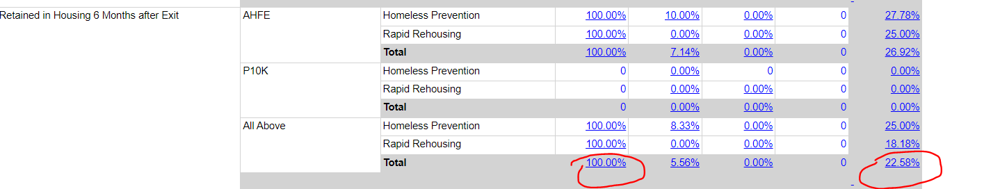 Retained in Housing 6 Months after Exit AHFE Homeless Prevention 100.00% 10.00% 0.00% 0 27.78%
Rapid Rehousing 100.00% 0.00% 0.00% 0 25.00%
Total 100.00% 7.14% 0.00% 0 26.92%
P10K Homeless Prevention 0 0.00% 0 0 0.00%
Rapid Rehousing 0 0.00% 0.00% 0 0.00%
Total 0 0.00% 0.00% 0 0.00%
All Above Homeless Prevention 100.00% 8.33% 0.00% 0 25.00%
Rapid Rehousing 100.00% 0.00% 0.00% 0 18.18%
Total 100.00% 5.56% 0.00% 0 22.58%